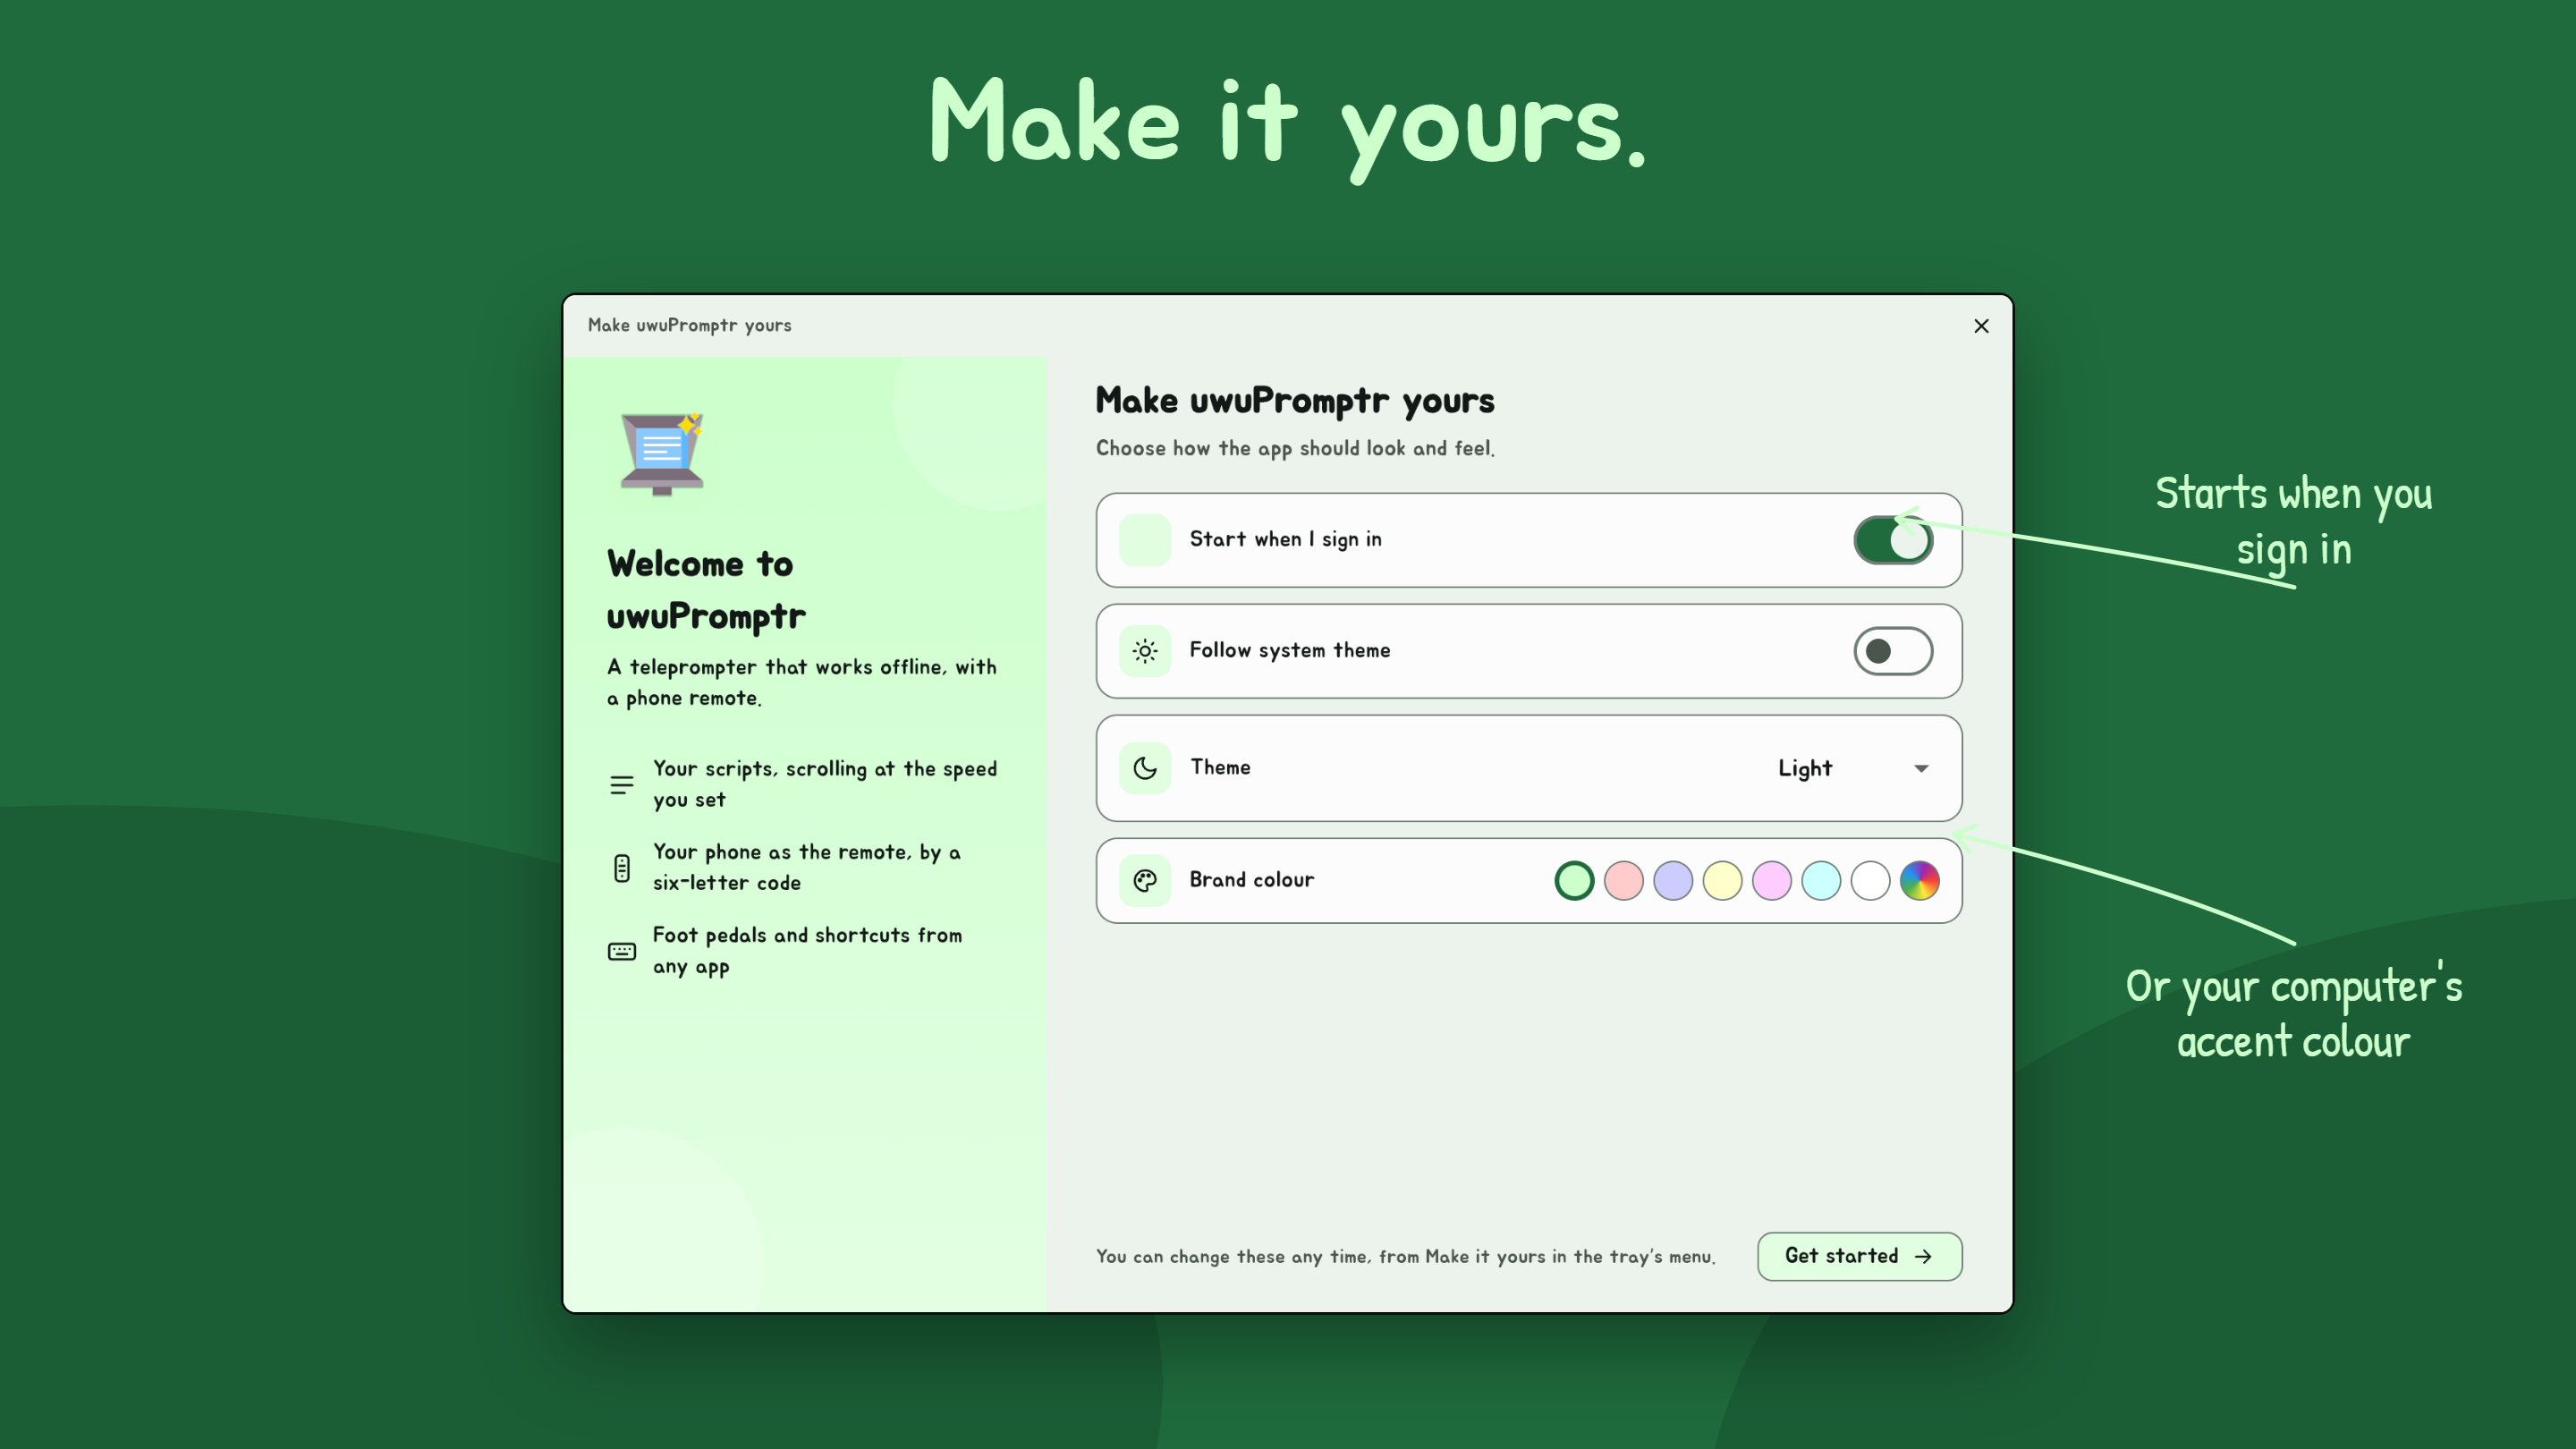 Make it yours.
Make uwuPromptr yours
Welcome to
uwuPromptr
A teleprompter that works offline, with
a phone remote.
Your scripts, scrolling at the speed
you set
Your phone as the remote, by a
six-letter code
Foot pedals and shortcuts from
any app
Make uwuPromptr yours
Choose how the app should look and feel.
Start when I sign in
Follow system theme
Theme
Light
Brand colour
You can change these any time, from Make it yours in the tray's menu.
Get started
Starts when you
sign in
Or your computer's
accent colour